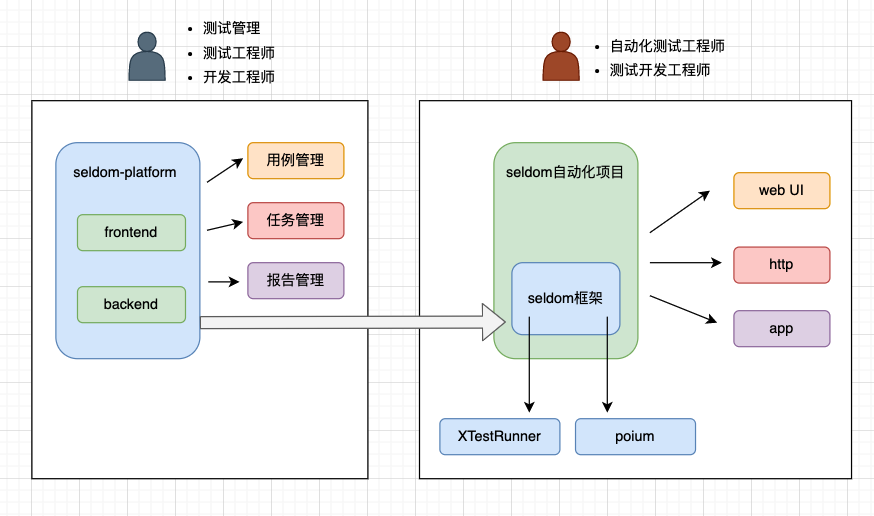 测试管理
测试工程师
开发工程师
自动化测试工程师
测试开发工程师
seldom-platform
frontend
backend
用例管理
任务管理
报告管理
seldom自动化项目
seldom框架
web UI
http
app
XTestRunner
poium